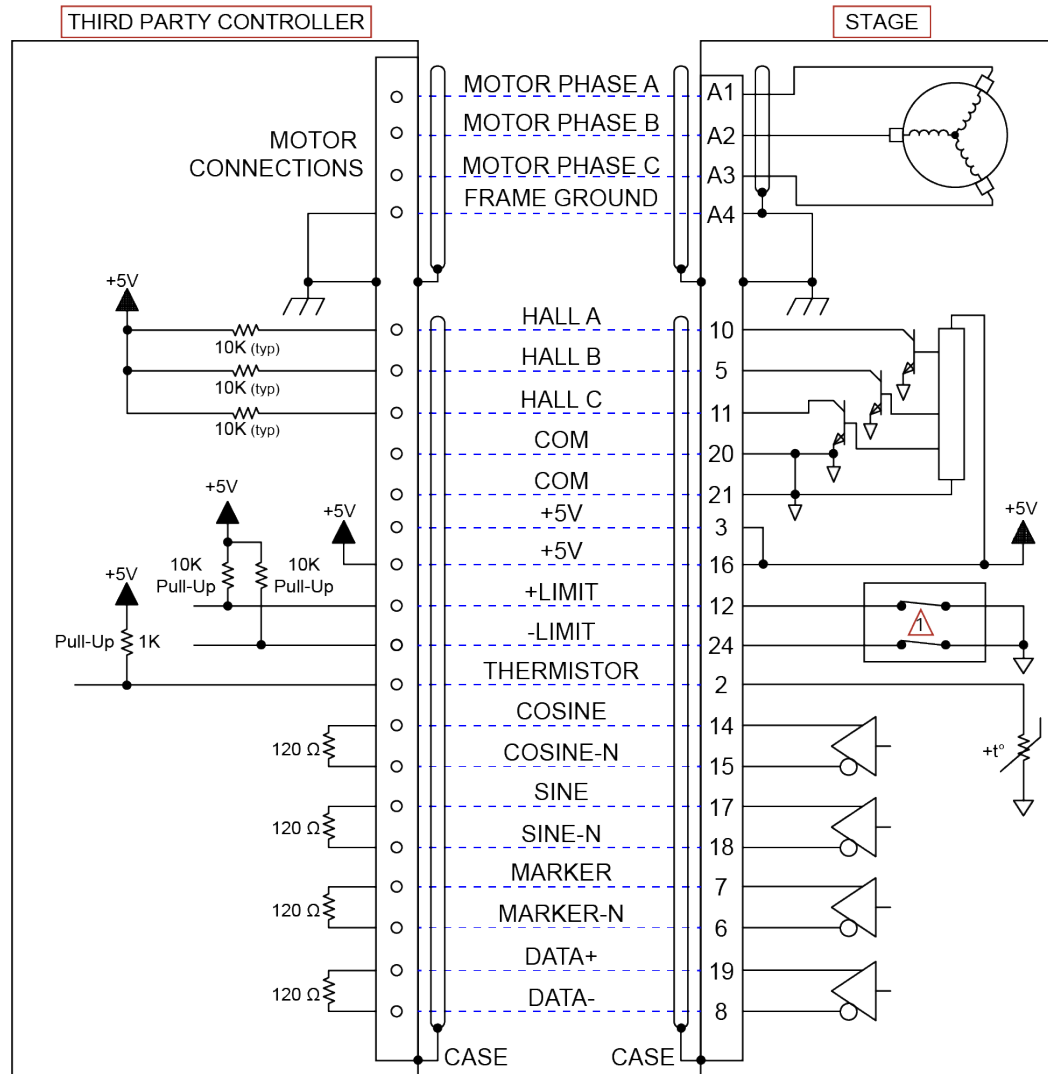 THIRD PARTY CONTROLLER
STAGE
MOTOR
CONNECTIONS
MOTOR PHASE A
A1
MOTOR PHASE B
A2
MOTOR PHASE C
A3
FRAME GROUND
A4
+5V
10K (typ)
10K (typ)
10K (typ)
HALL A
10
HALL B
5
HALL C
11
COM
20
COM
21
+5V
3
+5V
16
+5V
+5V
+5V
10K
Pull-Up
10K
Pull-Up
+5V
Pull-Up
1K
+LIMIT
12
-LIMIT
24
1
THERMISTOR
2
+t°
COSINE
14
120 Ω
COSINE-N
15
SINE
17
120 Ω
SINE-N
18
MARKER
7
120 Ω
MARKER-N
6
DATA+
19
120 Ω
DATA-
8
CASE
CASE